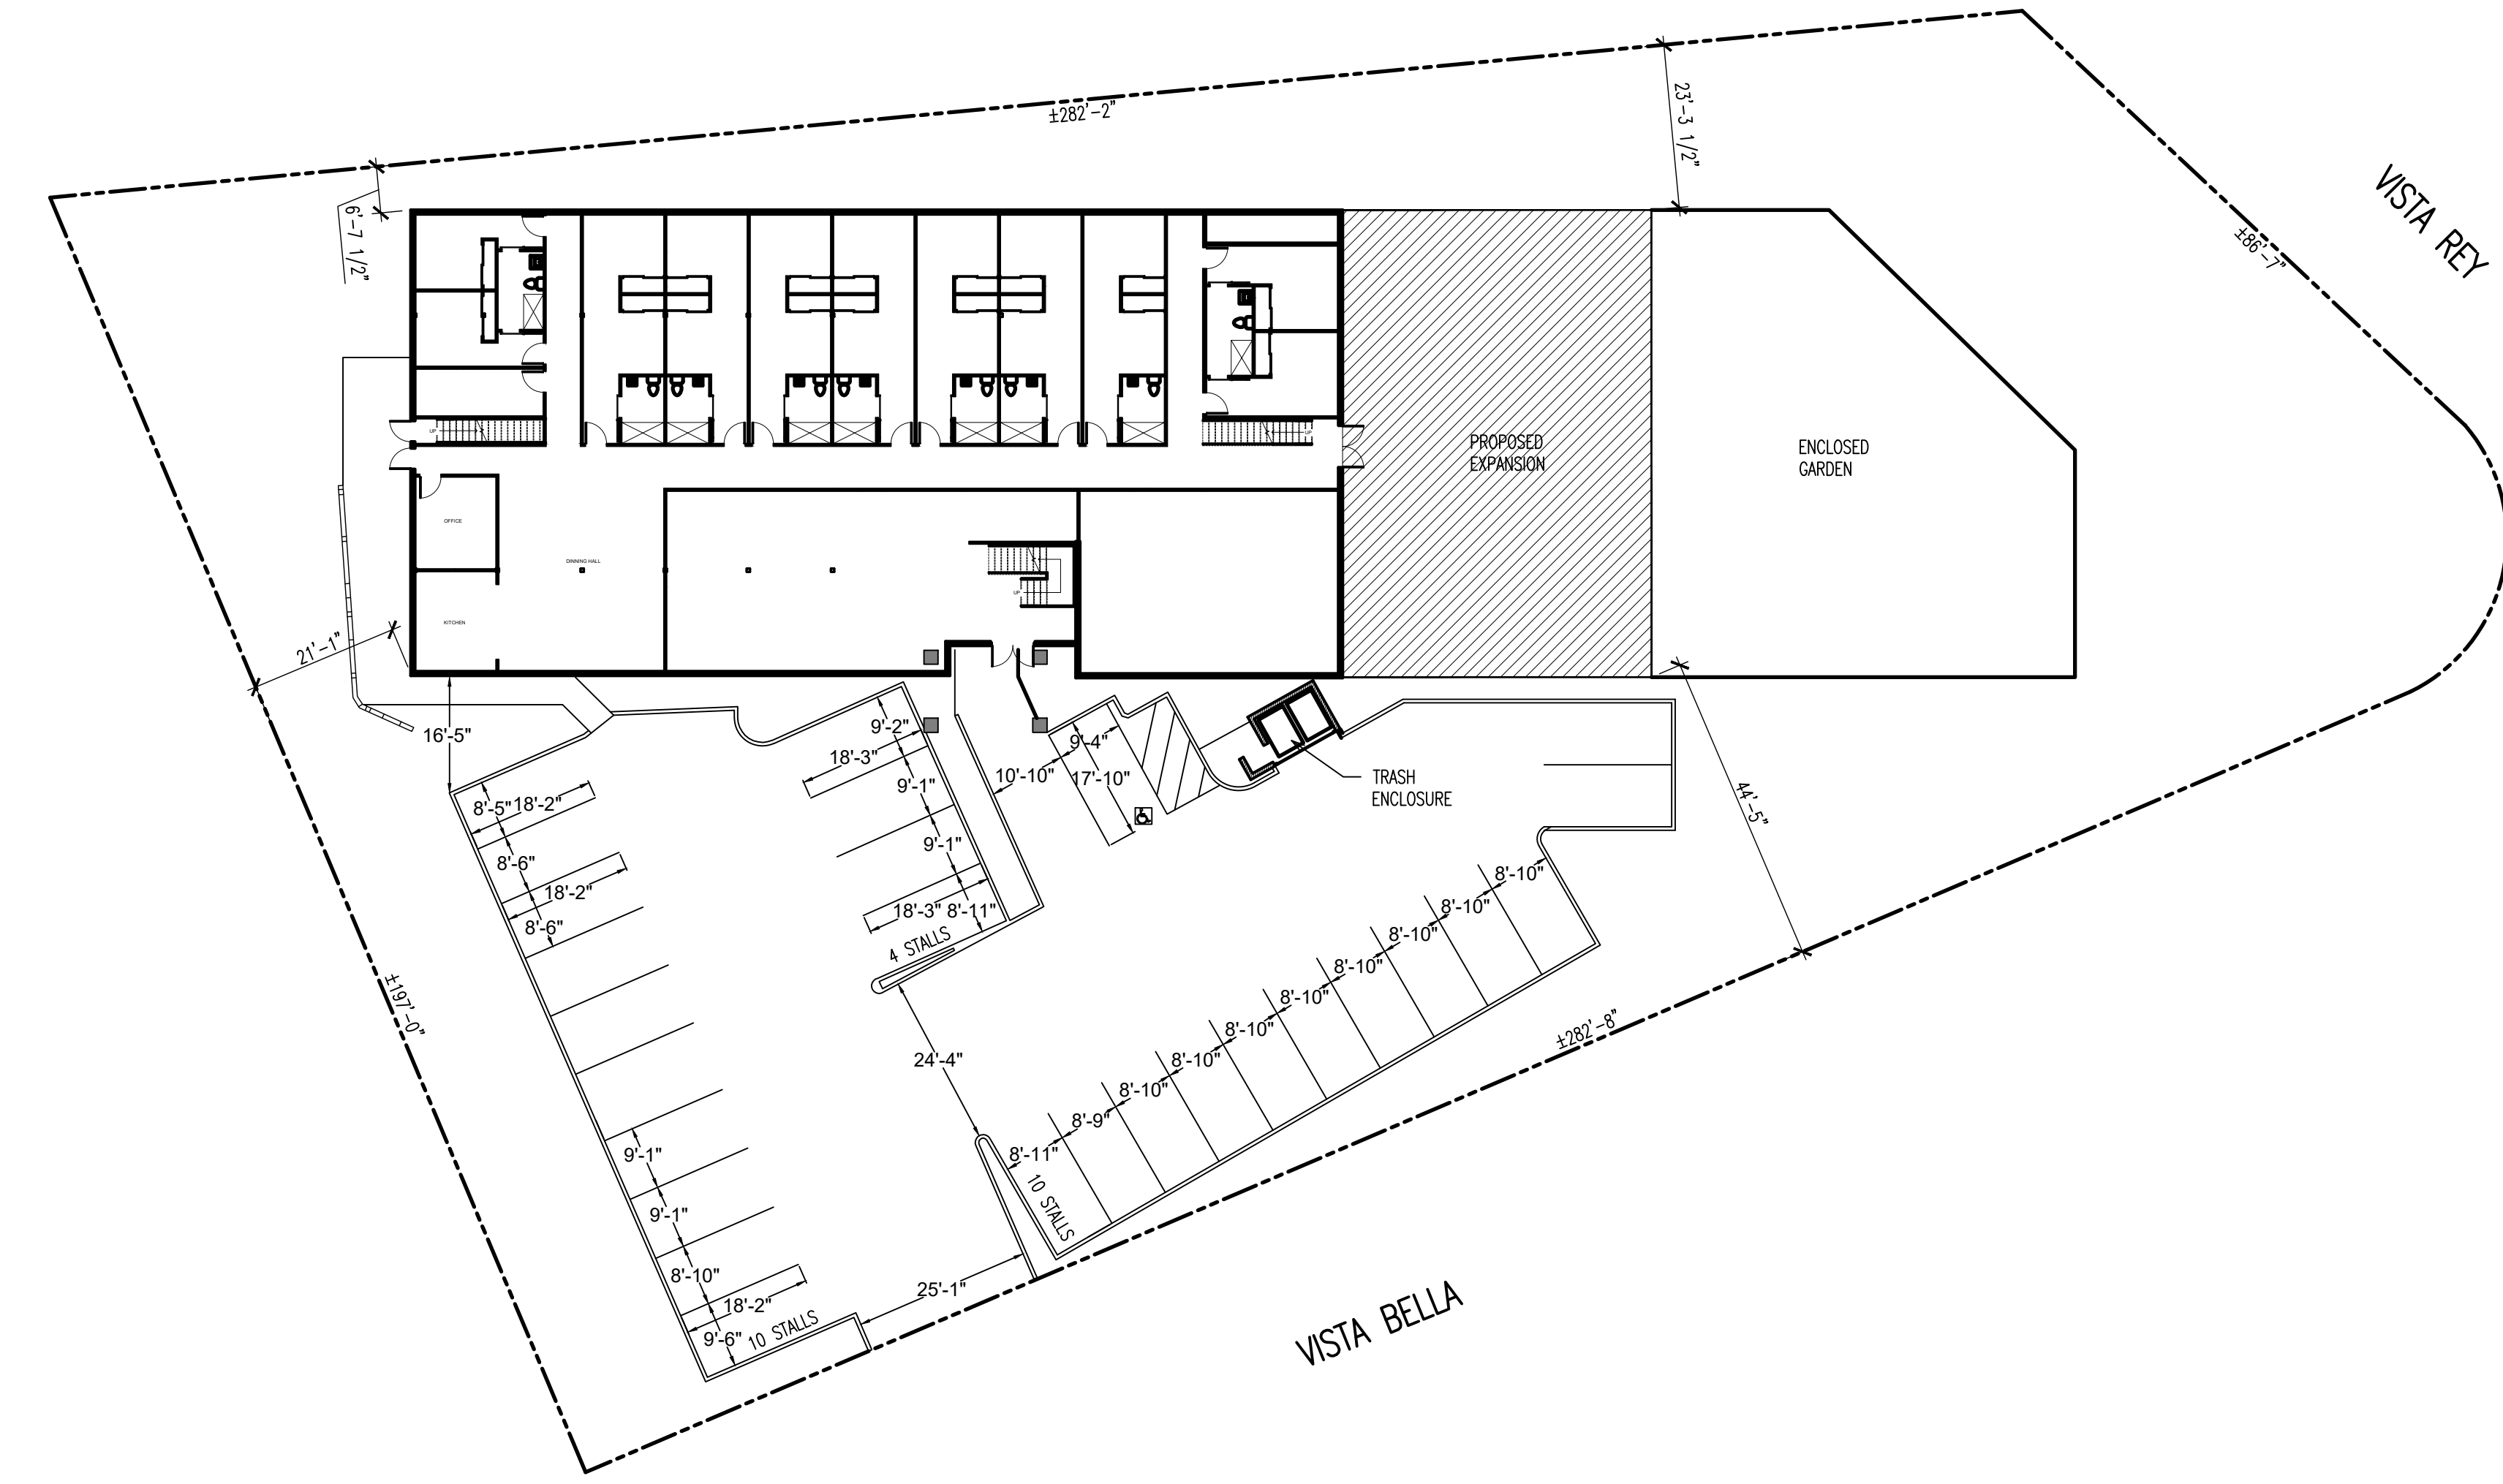 ±282'-2"
23'-3 1/2"
6'-7 1/2"
VISTA REY
±86'-7"
UP
UP
PROPOSED
EXPANSION
ENCLOSED
GARDEN
OFFICE
DINNING HALL
UP
KITCHEN
21'-1"
16'-5"
9'-2"
18'-3"
9'-1"
9'-1"
18'-3"
8'-11"
4 STALLS
9'-4"
10'-10"
17'-10"
TRASH
ENCLOSURE
44'-5"
8'-5"
18'-2"
8'-6"
18'-2"
8'-6"
±197'-0"
8'-10"
8'-10"
8'-10"
8'-10"
8'-10"
8'-10"
8'-10"
8'-10"
8'-9"
8'-11"
10 STALLS
24'-4"
±282'-8"
9'-1"
9'-1"
8'-10"
18'-2"
9'-6"
10 STALLS
25'-1"
VISTA BELLA